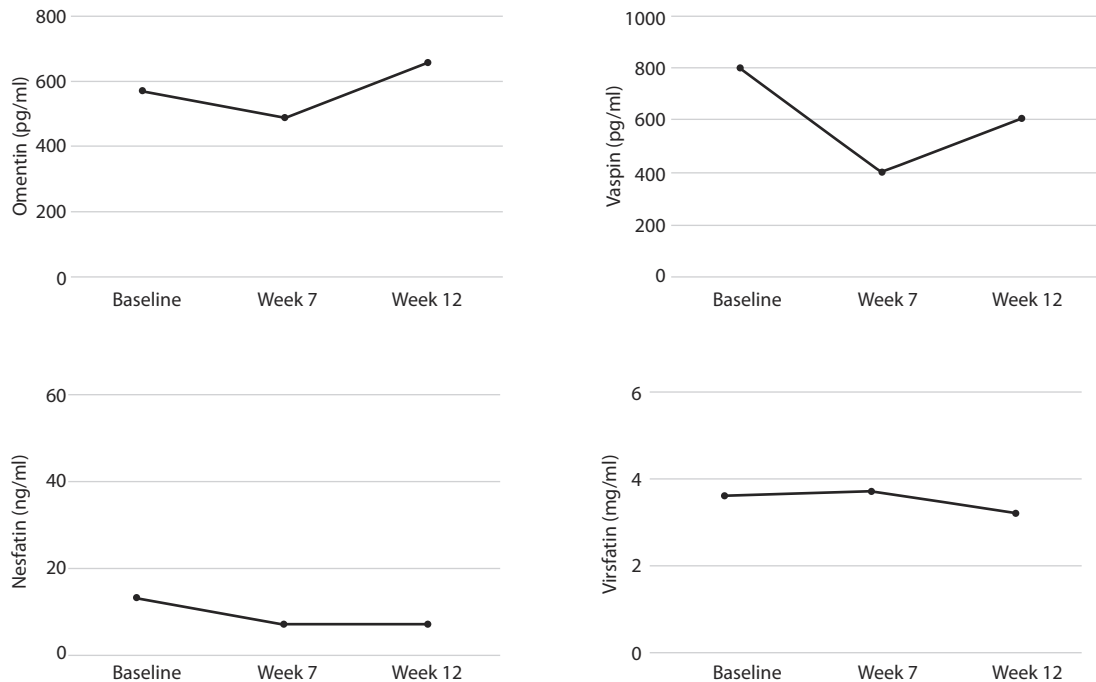 Omentin (pg/ml)
800
600
400
200
0
Baseline Week 7 Week 12
Vaspin (pg/ml)
1000
800
600
400
200
0
Baseline Week 7 Week 12
Nesfatin (ng/ml)
60
40
20
0
Baseline Week 7 Week 12
Virsfatin (mg/ml)
6
4
2
0
Baseline Week 7 Week 12